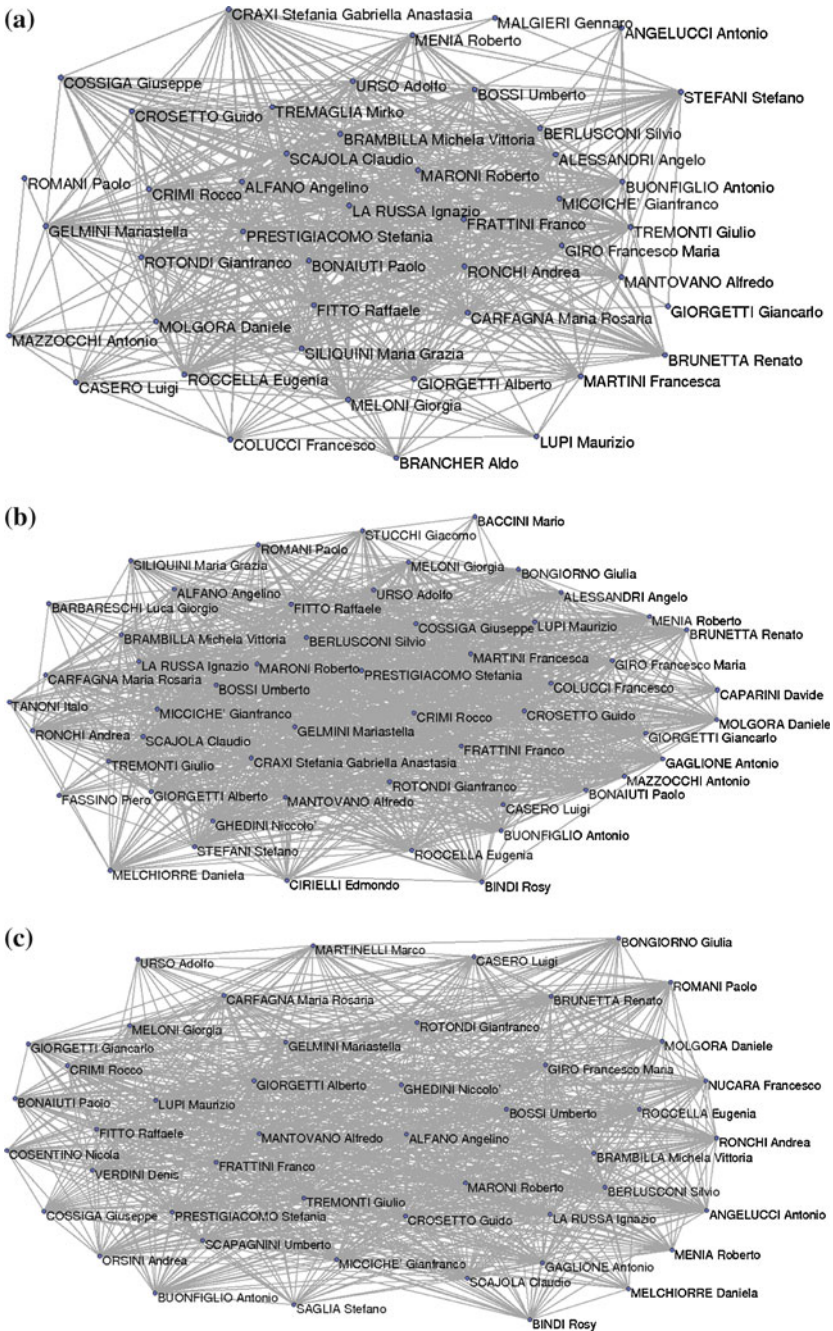 (a)
CRAXI Stefania Gabriella Anastasia
MALGIERI Gennaro
ANGELUCCI Antonio
MENIA Roberto
COSSIGA Giuseppe
URSO Adolfo
BOSSI Umberto
STEFANI Stefano
CROSETTO Guido
TREMAGLIA Mirko
BERLUSCONI Silvio
BRAMBILLA Michela Vittoria
SCAJOLA Claudio
ALESSANDRI Angelo
MARONI Roberto
ROMANI Paolo
CRIMI Rocco
ALFANO Angelino
BUONFIGLIO Antonio
MICCICHE' Gianfranco
LA RUSSA Ignazio
GELMINI Mariastella
FRATTINI Franco
TREMONTI Giulio
PRESTIGIACOMO Stefania
GIRO Francesco Maria
ROTONDI Gianfranco
BONAIUTI Paolo
RONCHI Andrea
MANTOVANO Alfredo
FITTO Raffaele
CARFAGNA Maria Rosaria
GIORGETTI Giancarlo
MOLGORA Daniele
MAZZOCCHI Antonio
SILIQUINI Maria Grazia
BRUNETTA Renato
CASERO Luigi
ROCCELLA Eugenia
GIORGETTI Alberto
MARTINI Francesca
MELONI Giorgia
COLUCCI Francesco
LUPI Maurizio
BRANCHER Aldo
(b)
BACCINI Mario
STUCCHI Giacomo
ROMANI Paolo
SILIQUINI Maria Grazia
MELONI Giorgia
BONGIORNO Giulia
ALFANO Angelino
URSO Adolfo
ALESSANDRI Angelo
BARBARESCHI Luca Giorgio
FITTO Raffaele
MENIA Roberto
COSSIGA Giuseppe
LUPI Maurizio
BRUNETTA Renato
BRAMBILLA Michela Vittoria
BERLUSCONI Silvio
MARTINI Francesca
GIRO Francesco Maria
LA RUSSA Ignazio
MARONI Roberto
PRESTIGIACOMO Stefania
CARFAGNA Maria Rosaria
BOSSI Umberto
COLUCCI Francesco
CAPARINI Davide
TANONI Italo
MICCICHE' Gianfranco
CRIMI Rocco
CROSETTO Guido
MOLGORA Daniele
RONCHI Andrea
GELMINI Mariastella
GIORGETTI Giancarlo
SCAJOLA Claudio
FRATTINI Franco
TREMONTI Giulio
CRAXI Stefania Gabriella Anastasia
GAGLIONE Antonio
MAZZOCCHI Antonio
ROTONDI Gianfranco
BONAIUTI Paolo
FASSINO Piero
GIORGETTI Alberto
MANTOVANO Alfredo
CASERO Luigi
GHEDINI Niccolo'
BUONFIGLIO Antonio
STEFANI Stefano
ROCCELLA Eugenia
MELCHIORRE Daniela
CIRIELLI Edmondo
BINDI Rosy
(c)
BONGIORNO Giulia
MARTINELLI Marco
URSO Adolfo
CASERO Luigi
ROMANI Paolo
CARFAGNA Maria Rosaria
BRUNETTA Renato
MELONI Giorgia
ROTONDI Gianfranco
GIORGETTI Giancarlo
GELMINI Mariastella
MOLGORA Daniele
CRIMI Rocco
GIRO Francesco Maria
GIORGETTI Alberto
GHEDINI Niccolo'
NUCARA Francesco
BONAIUTI Paolo
LUPI Maurizio
BOSSI Umberto
ROCCELLA Eugenia
FITTO Raffaele
MANTOVANO Alfredo
ALFANO Angelino
RONCHI Andrea
COSENTINO Nicola
BRAMBILLA Michela Vittoria
VERDINI Denis
FRATTINI Franco
MARONI Roberto
BERLUSCONI Silvio
TREMONTI Giulio
COSSIGA Giuseppe
PRESTIGIACOMO Stefania
CROSETTO Guido
LA RUSSA Ignazio
ANGELUCCI Antonio
SCAPAGNINI Umberto
MENIA Roberto
ORSINI Andrea
MICCICHE' Gianfranco
GAGLIONE Antonio
SCAJOLA Claudio
BUONFIGLIO Antonio
MELCHIORRE Daniela
SAGLIA Stefano
BINDI Rosy